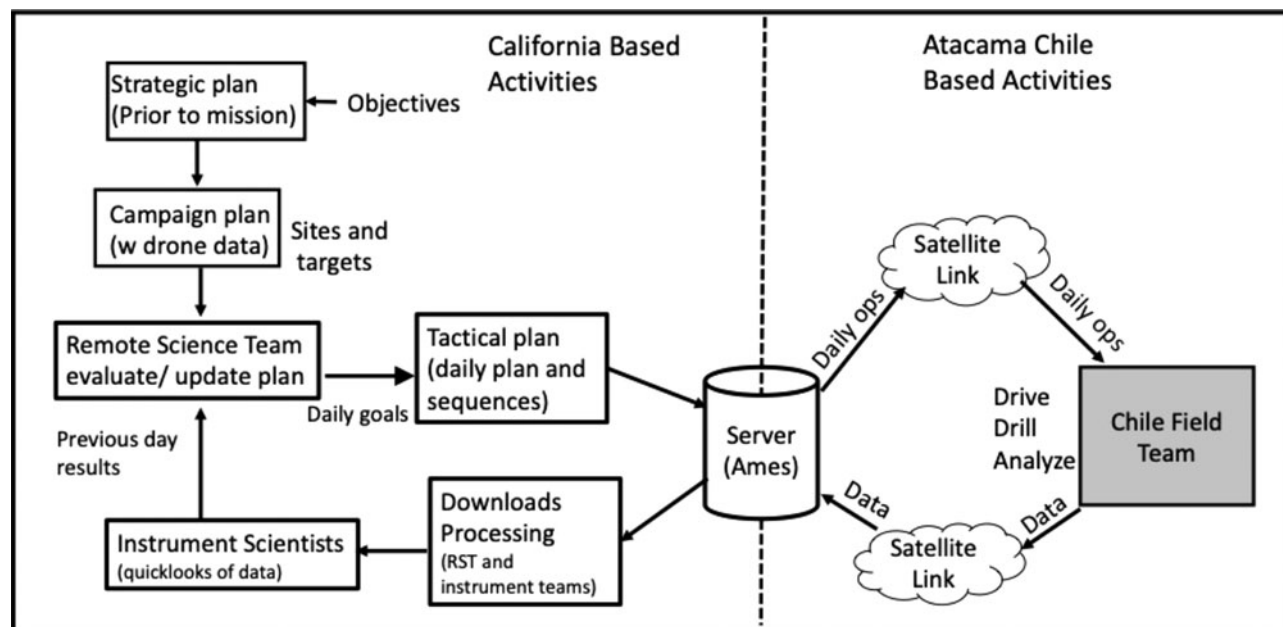 California Based
Activities
Atacama Chile
Based Activities
Strategic plan
(Prior to mission)
Objectives
Campaign plan
(w drone data)
Sites and
targets
Remote Science Team
evaluate/ update plan
Daily goals
Tactical plan
(daily plan and
sequences)
Server
(Ames)
Daily ops
Satellite
Link
Daily ops
Drive
Drill
Analyze
Chile Field
Team
Data
Satellite
Link
Data
Downloads
Processing
(RST and
instrument teams)
Instrument Scientists
(quicklooks of data)
Previous day
results